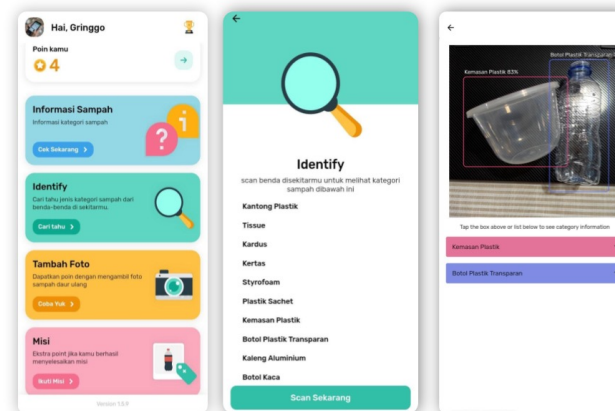 Hai, Gringgo
Poin kamu
4
Informasi Sampah
Informasi kategori sampah
Cek Sekarang
Identify
Cari tahu jenis kategori sampah dari
benda-benda di sekitarmu.
Cari tahu
Tambah Foto
Dapatkan poin dengan mengambil foto
sampah daur ulang
Coba Yuk
Misi
Ekstra point jika kamu berhasil
menyelesaikan misi
Ikuti Misi
Identify
scan benda disekitarmu untuk melihat kategori
sampah dibawah ini
Kantong Plastik
Tissue
Kardus
Kertas
Styrofoam
Plastik Sachet
Kemasan Plastik
Botol Plastik Transparan
Kaleng Aluminium
Botol Kaca
Scan Sekarang
Botol Plastik Transparan
Kemasan Plastik 83%
Tap the box above or list below to see category information
Kemasan Plastik
Botol Plastik Transparan